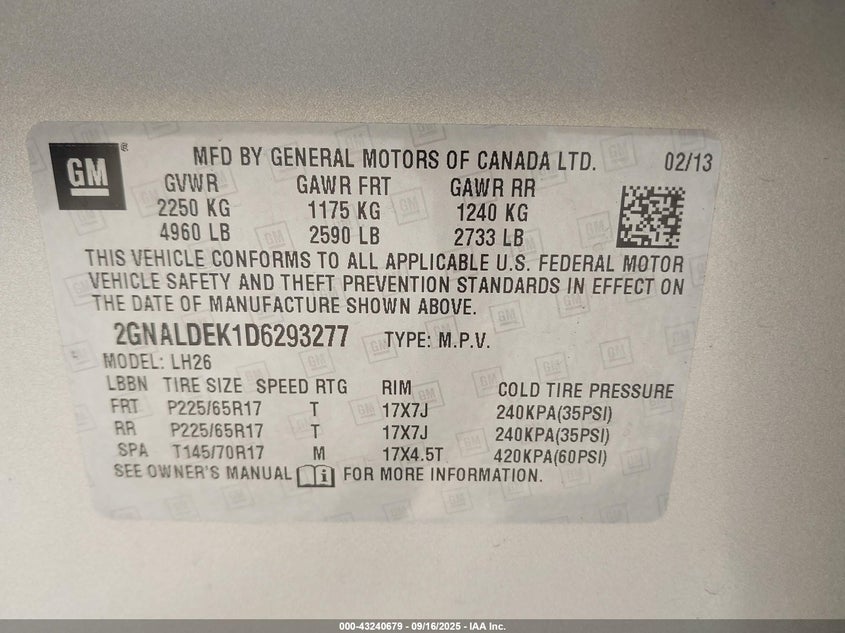 GM ®
MFD BY GENERAL MOTORS OF CANADA LTD. 02/13
GVWR GAWR FRT GAWR RR
2250 KG 1175 KG 1240 KG
4960 LB 2590 LB 2733 LB
THIS VEHICLE CONFORMS TO ALL APPLICABLE U.S. FEDERAL MOTOR
VEHICLE SAFETY AND THEFT PREVENTION STANDARDS IN EFFECT ON
THE DATE OF MANUFACTURE SHOWN ABOVE.
2GNALDEK1D6293277 TYPE: M.P.V.
MODEL: LH26
LBBN TIRE SIZE SPEED RTG RIM COLD TIRE PRESSURE
FRT P225/65R17 T 17X7J 240KPA(35PSI)
RR P225/65R17 T 17X7J 240KPA(35PSI)
SPA T145/70R17 M 17X4.5T 420KPA(60PSI)
SEE OWNER'S MANUAL FOR MORE INFORMATION.
000-43240679 - 09/16/2025 - IAA Inc.